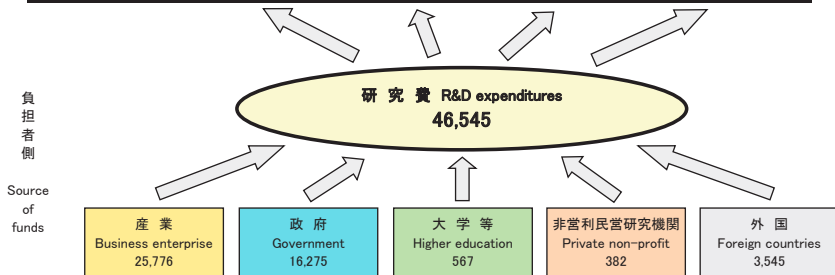 研究費 R&D expenditures
46,545
負担者側
Source
of
funds
産業
Business enterprise
25,776
政府
Government
16,275
大学等
Higher education
567
非営利民営研究機関
Private non-profit
382
外国
Foreign countries
3,545